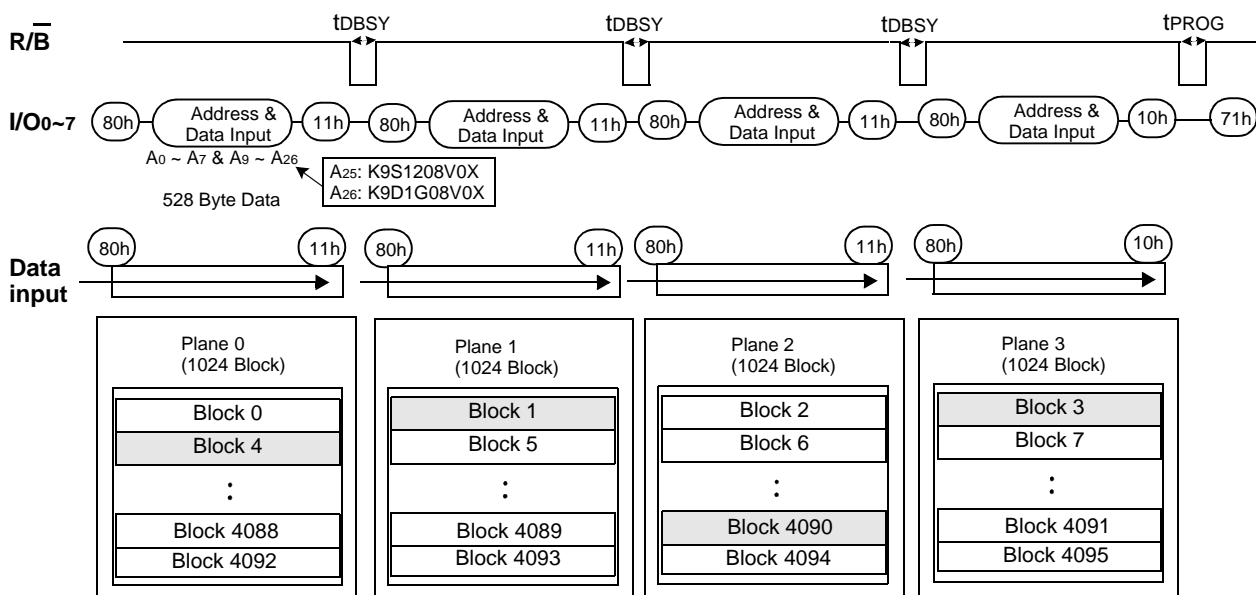 tDBSY tDBSY tDBSY tPROG
R/B
I/O0~7 80h Address & Data Input 11h 80h Address & Data Input 11h 80h Address & Data Input 11h 80h Address & Data Input 10h 71h
A0 ~ A7 & A9 ~ A26
A25: K9S1208V0X
A26: K9D1G08V0X
528 Byte Data
Data input
80h 11h 80h 11h 80h 11h 80h 10h
Plane 0
(1024 Block)
Block 0
Block 4
:
Block 4088
Block 4092
Plane 1
(1024 Block)
Block 1
Block 5
:
Block 4089
Block 4093
Plane 2
(1024 Block)
Block 2
Block 6
:
Block 4090
Block 4094
Plane 3
(1024 Block)
Block 3
Block 7
:
Block 4091
Block 4095